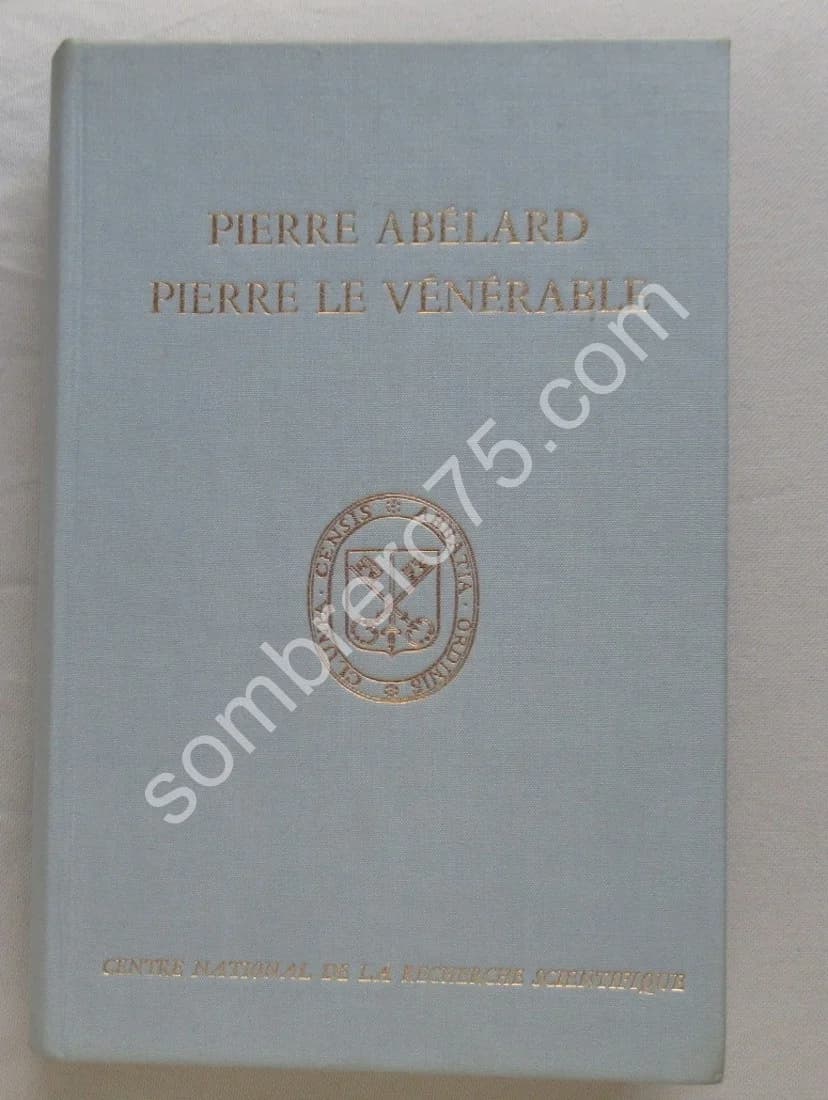 PIERRE ABÉLARD
PIERRE LE VÉNÉRABLE
ABBATIA · ORDINIS
CLUNIA · CENSIS
CENTRE NATIONAL DE LA RECHERCHE SCIENTIFIQUE
sombrero75.com